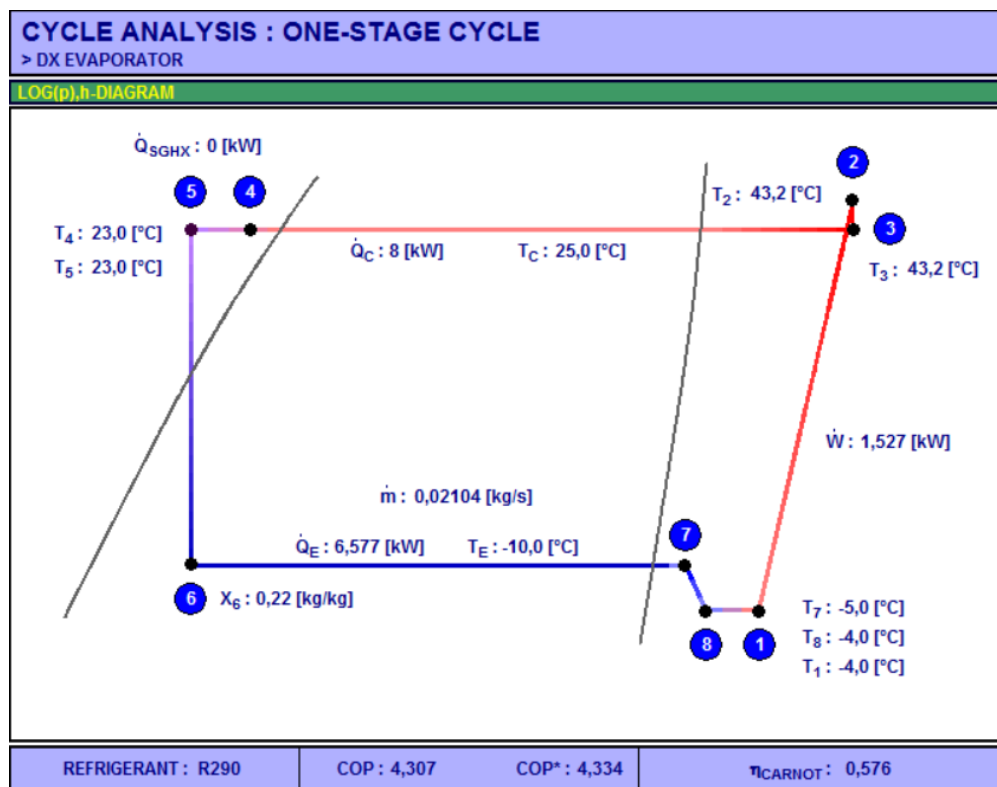 CYCLE ANALYSIS : ONE-STAGE CYCLE
> DX EVAPORATOR
LOG(p),h-DIAGRAM
Q̇SGHX : 0 [kW]
5
4
2
T2 : 43,2 [°C]
3
T4 : 23,0 [°C]
Q̇C : 8 [kW]
TC : 25,0 [°C]
T5 : 23,0 [°C]
T3 : 43,2 [°C]
Ẇ : 1,527 [kW]
ṁ : 0,02104 [kg/s]
7
Q̇E : 6,577 [kW]
TE : -10,0 [°C]
6
X6 : 0,22 [kg/kg]
T7 : -5,0 [°C]
8
1
T8 : -4,0 [°C]
T1 : -4,0 [°C]
REFRIGERANT : R290
COP : 4,307
COP* : 4,334
ηCARNOT : 0,576